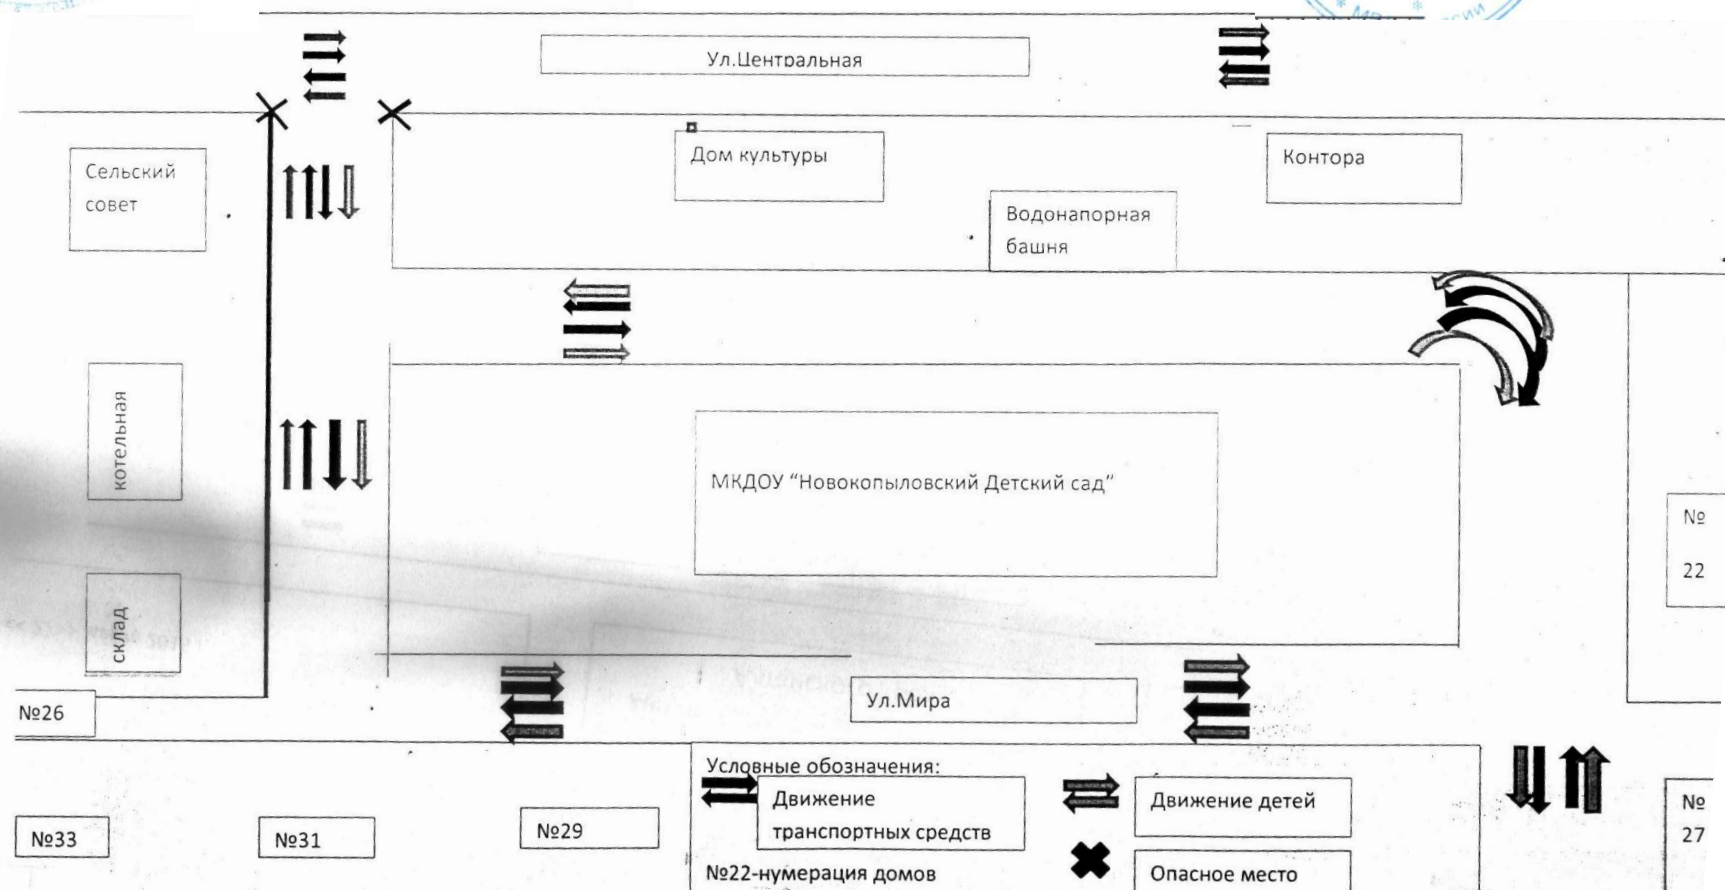 Ул.Центральная
Сельский
совет
Дом культуры
Контора
Водонапорная
башня
котельная
МКДОУ “Новокопыловский Детский сад”
№
22
склад
№26
Ул.Мира
Условные обозначения:
Движение
транспортных средств
Движение детей
№
27
№33
№31
№29
№22-нумерация домов
Опасное место